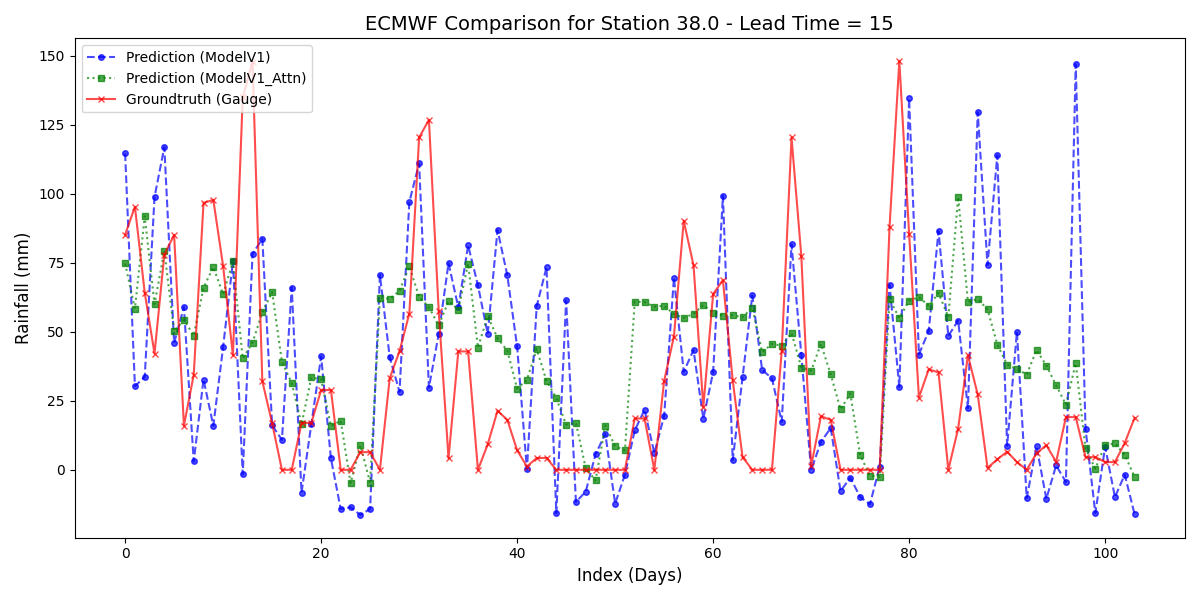 ECMWF Comparison for Station 38.0 - Lead Time = 15
Prediction (ModelV1)
Prediction (ModelV1_Attn)
Groundtruth (Gauge)
150
125
100
75
50
25
0
Rainfall (mm)
0 20 40 60 80 100
Index (Days)